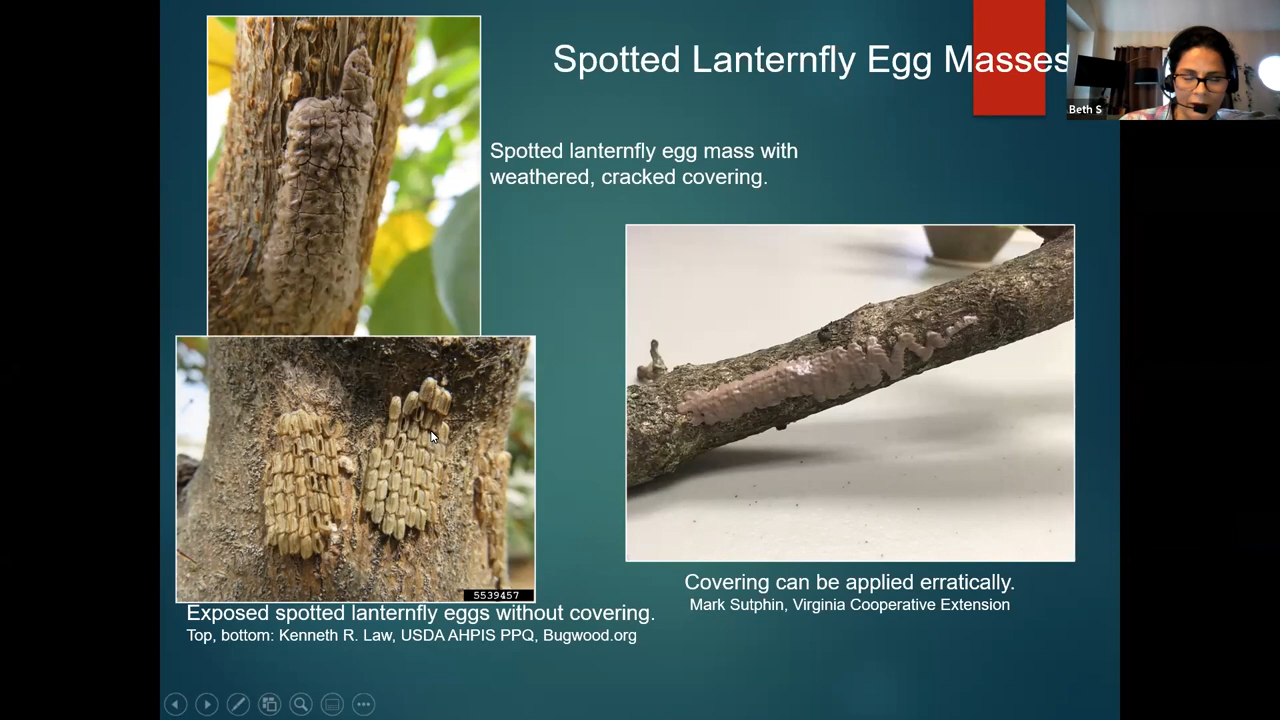 Spotted Lanternfly Egg Masses
Beth S
Spotted lanternfly egg mass with
weathered, cracked covering.
5539457
Exposed spotted lanternfly eggs without covering.
Top, bottom: Kenneth R. Law, USDA AHPIS PPQ, Bugwood.org
Covering can be applied erratically.
Mark Sutphin, Virginia Cooperative Extension